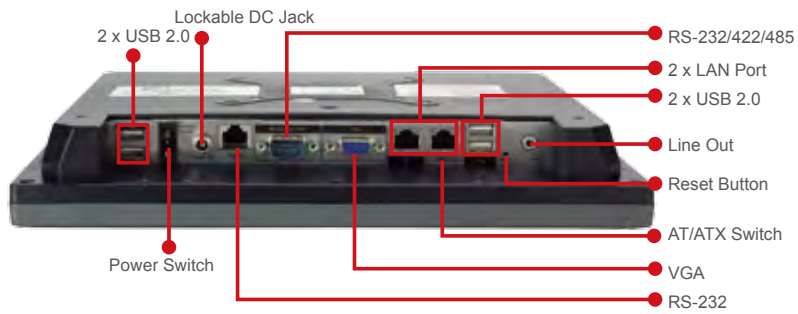 Lockable DC Jack
2 x USB 2.0
RS-232/422/485
2 x LAN Port
2 x USB 2.0
Line Out
Reset Button
AT/ATX Switch
Power Switch
VGA
RS-232